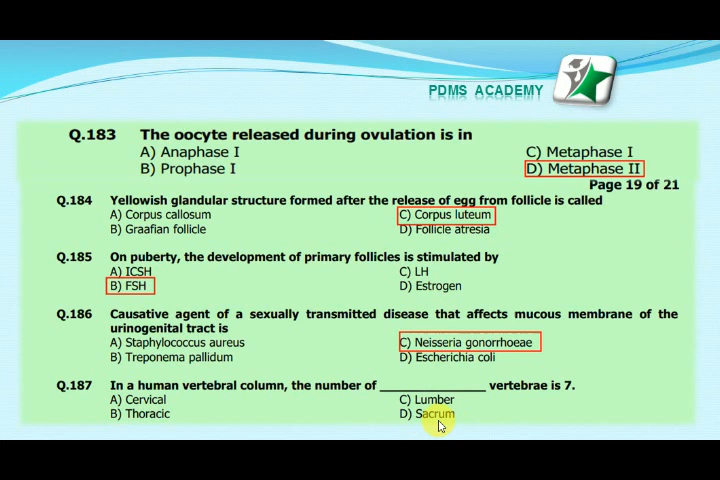 PDMS ACADEMY
Q.183 The oocyte released during ovulation is in
A) Anaphase I C) Metaphase I
B) Prophase I D) Metaphase II
Page 19 of 21
Q.184 Yellowish glandular structure formed after the release of egg from follicle is called
A) Corpus callosum C) Corpus luteum
B) Graafian follicle D) Follicle atresia
Q.185 On puberty, the development of primary follicles is stimulated by
A) ICSH C) LH
B) FSH D) Estrogen
Q.186 Causative agent of a sexually transmitted disease that affects mucous membrane of the
urinogenital tract is
A) Staphylococcus aureus C) Neisseria gonorrhoeae
B) Treponema pallidum D) Escherichia coli
Q.187 In a human vertebral column, the number of _______________ vertebrae is 7.
A) Cervical C) Lumber
B) Thoracic D) Sacrum